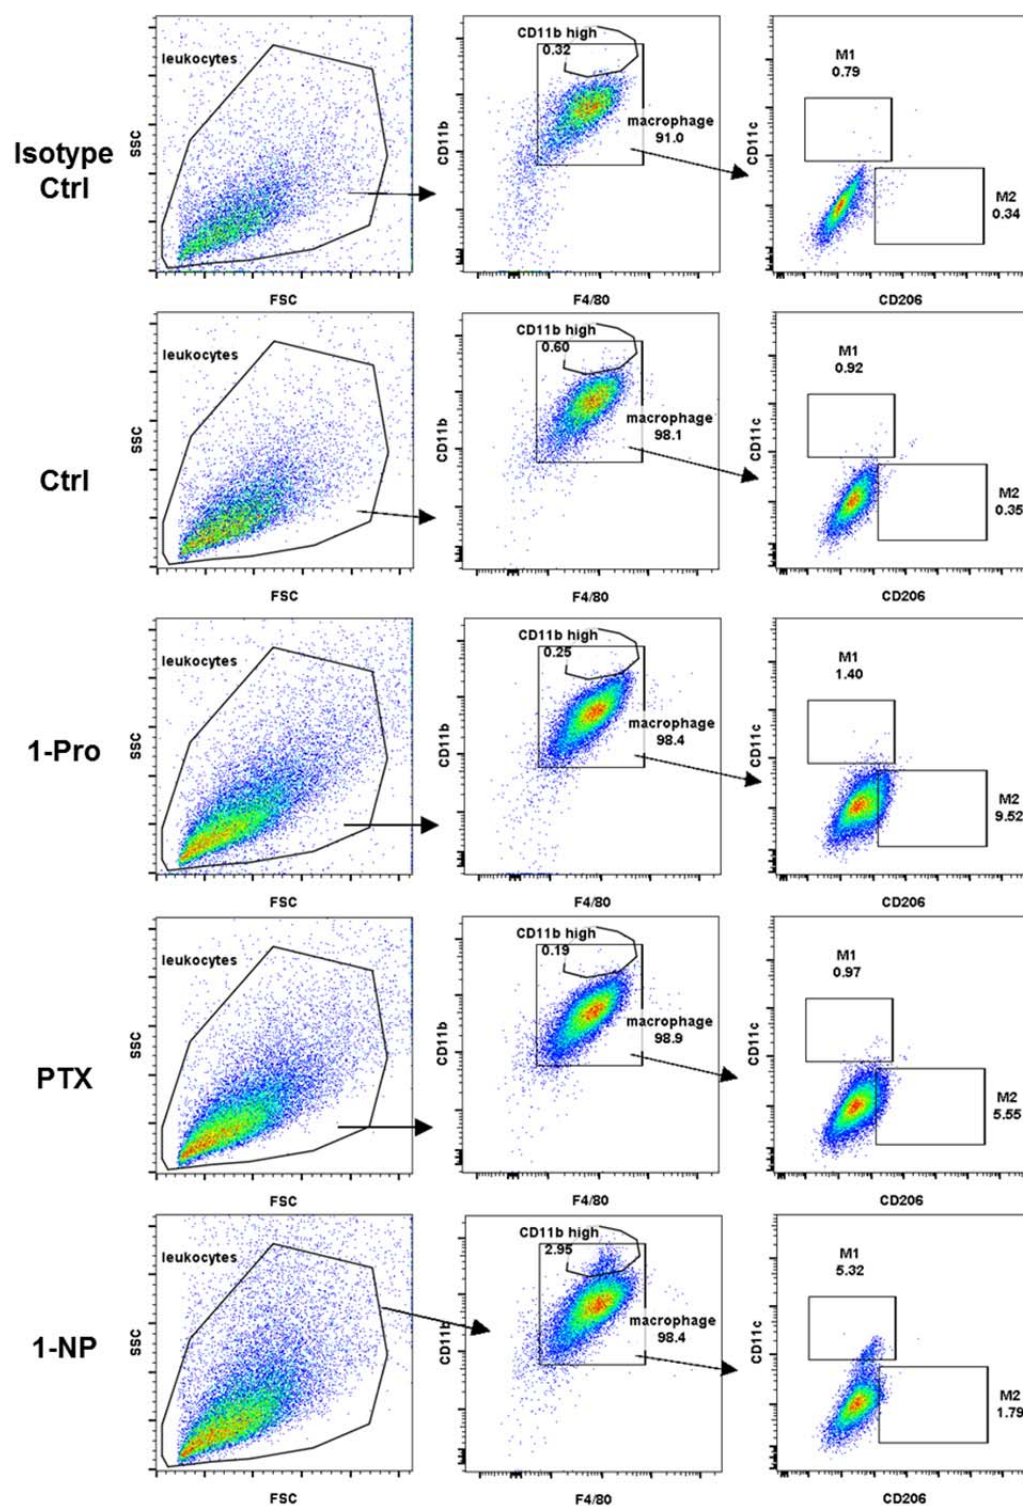 Isotype
Ctrl
leukocytes
SSC
FSC
CD11b high
0.32
macrophage
91.0
CD11b
F4/80
M1
0.79
M2
0.34
CD11c
CD206
Ctrl
leukocytes
SSC
FSC
CD11b high
0.60
macrophage
98.1
CD11b
F4/80
M1
0.92
M2
0.35
CD11c
CD206
1-Pro
leukocytes
SSC
FSC
CD11b high
0.25
macrophage
98.4
CD11b
F4/80
M1
1.40
M2
9.52
CD11c
CD206
PTX
leukocytes
SSC
FSC
CD11b high
0.19
macrophage
98.9
CD11b
F4/80
M1
0.97
M2
5.55
CD11c
CD206
1-NP
leukocytes
SSC
FSC
CD11b high
2.95
macrophage
98.4
CD11b
F4/80
M1
5.32
M2
1.79
CD11c
CD206